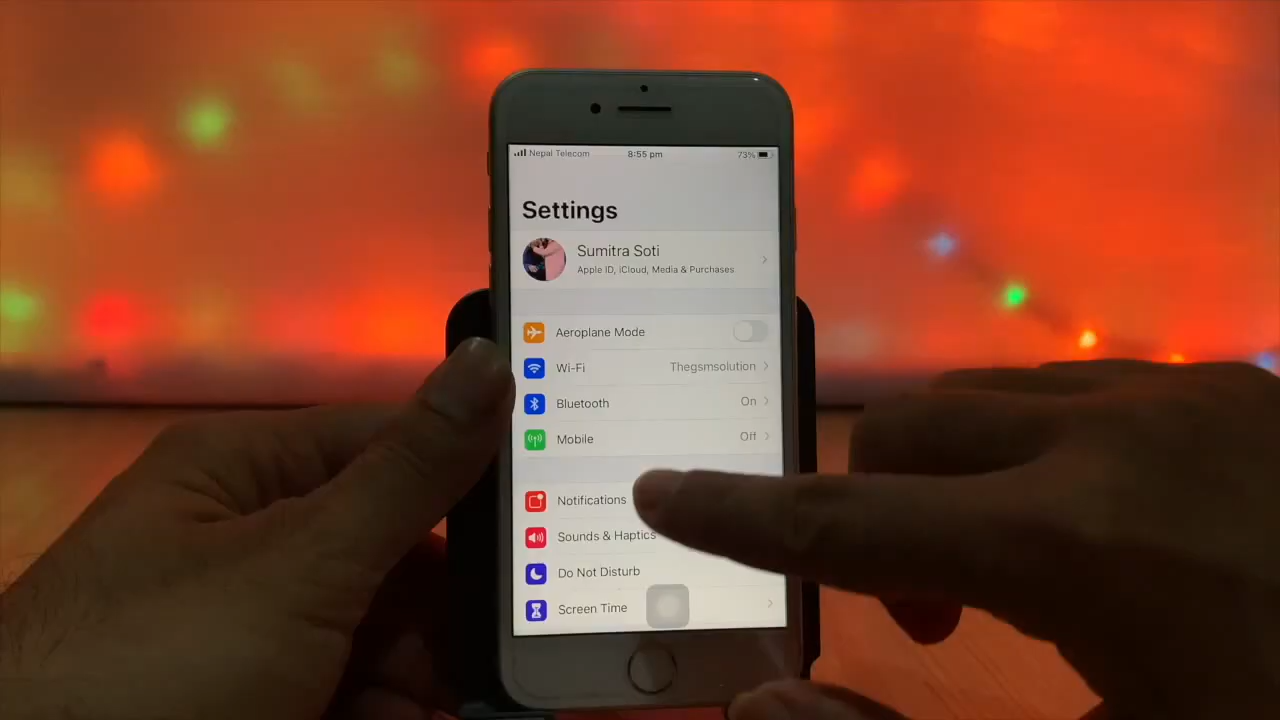 Nepal Telecom 8:55 pm 73%
Settings
Sumitra Soti
Apple ID, iCloud, Media & Purchases
Aeroplane Mode
Wi-Fi Thegsmsolution
Bluetooth On
Mobile Off
Notifications
Sounds & Haptics
Do Not Disturb
Screen Time